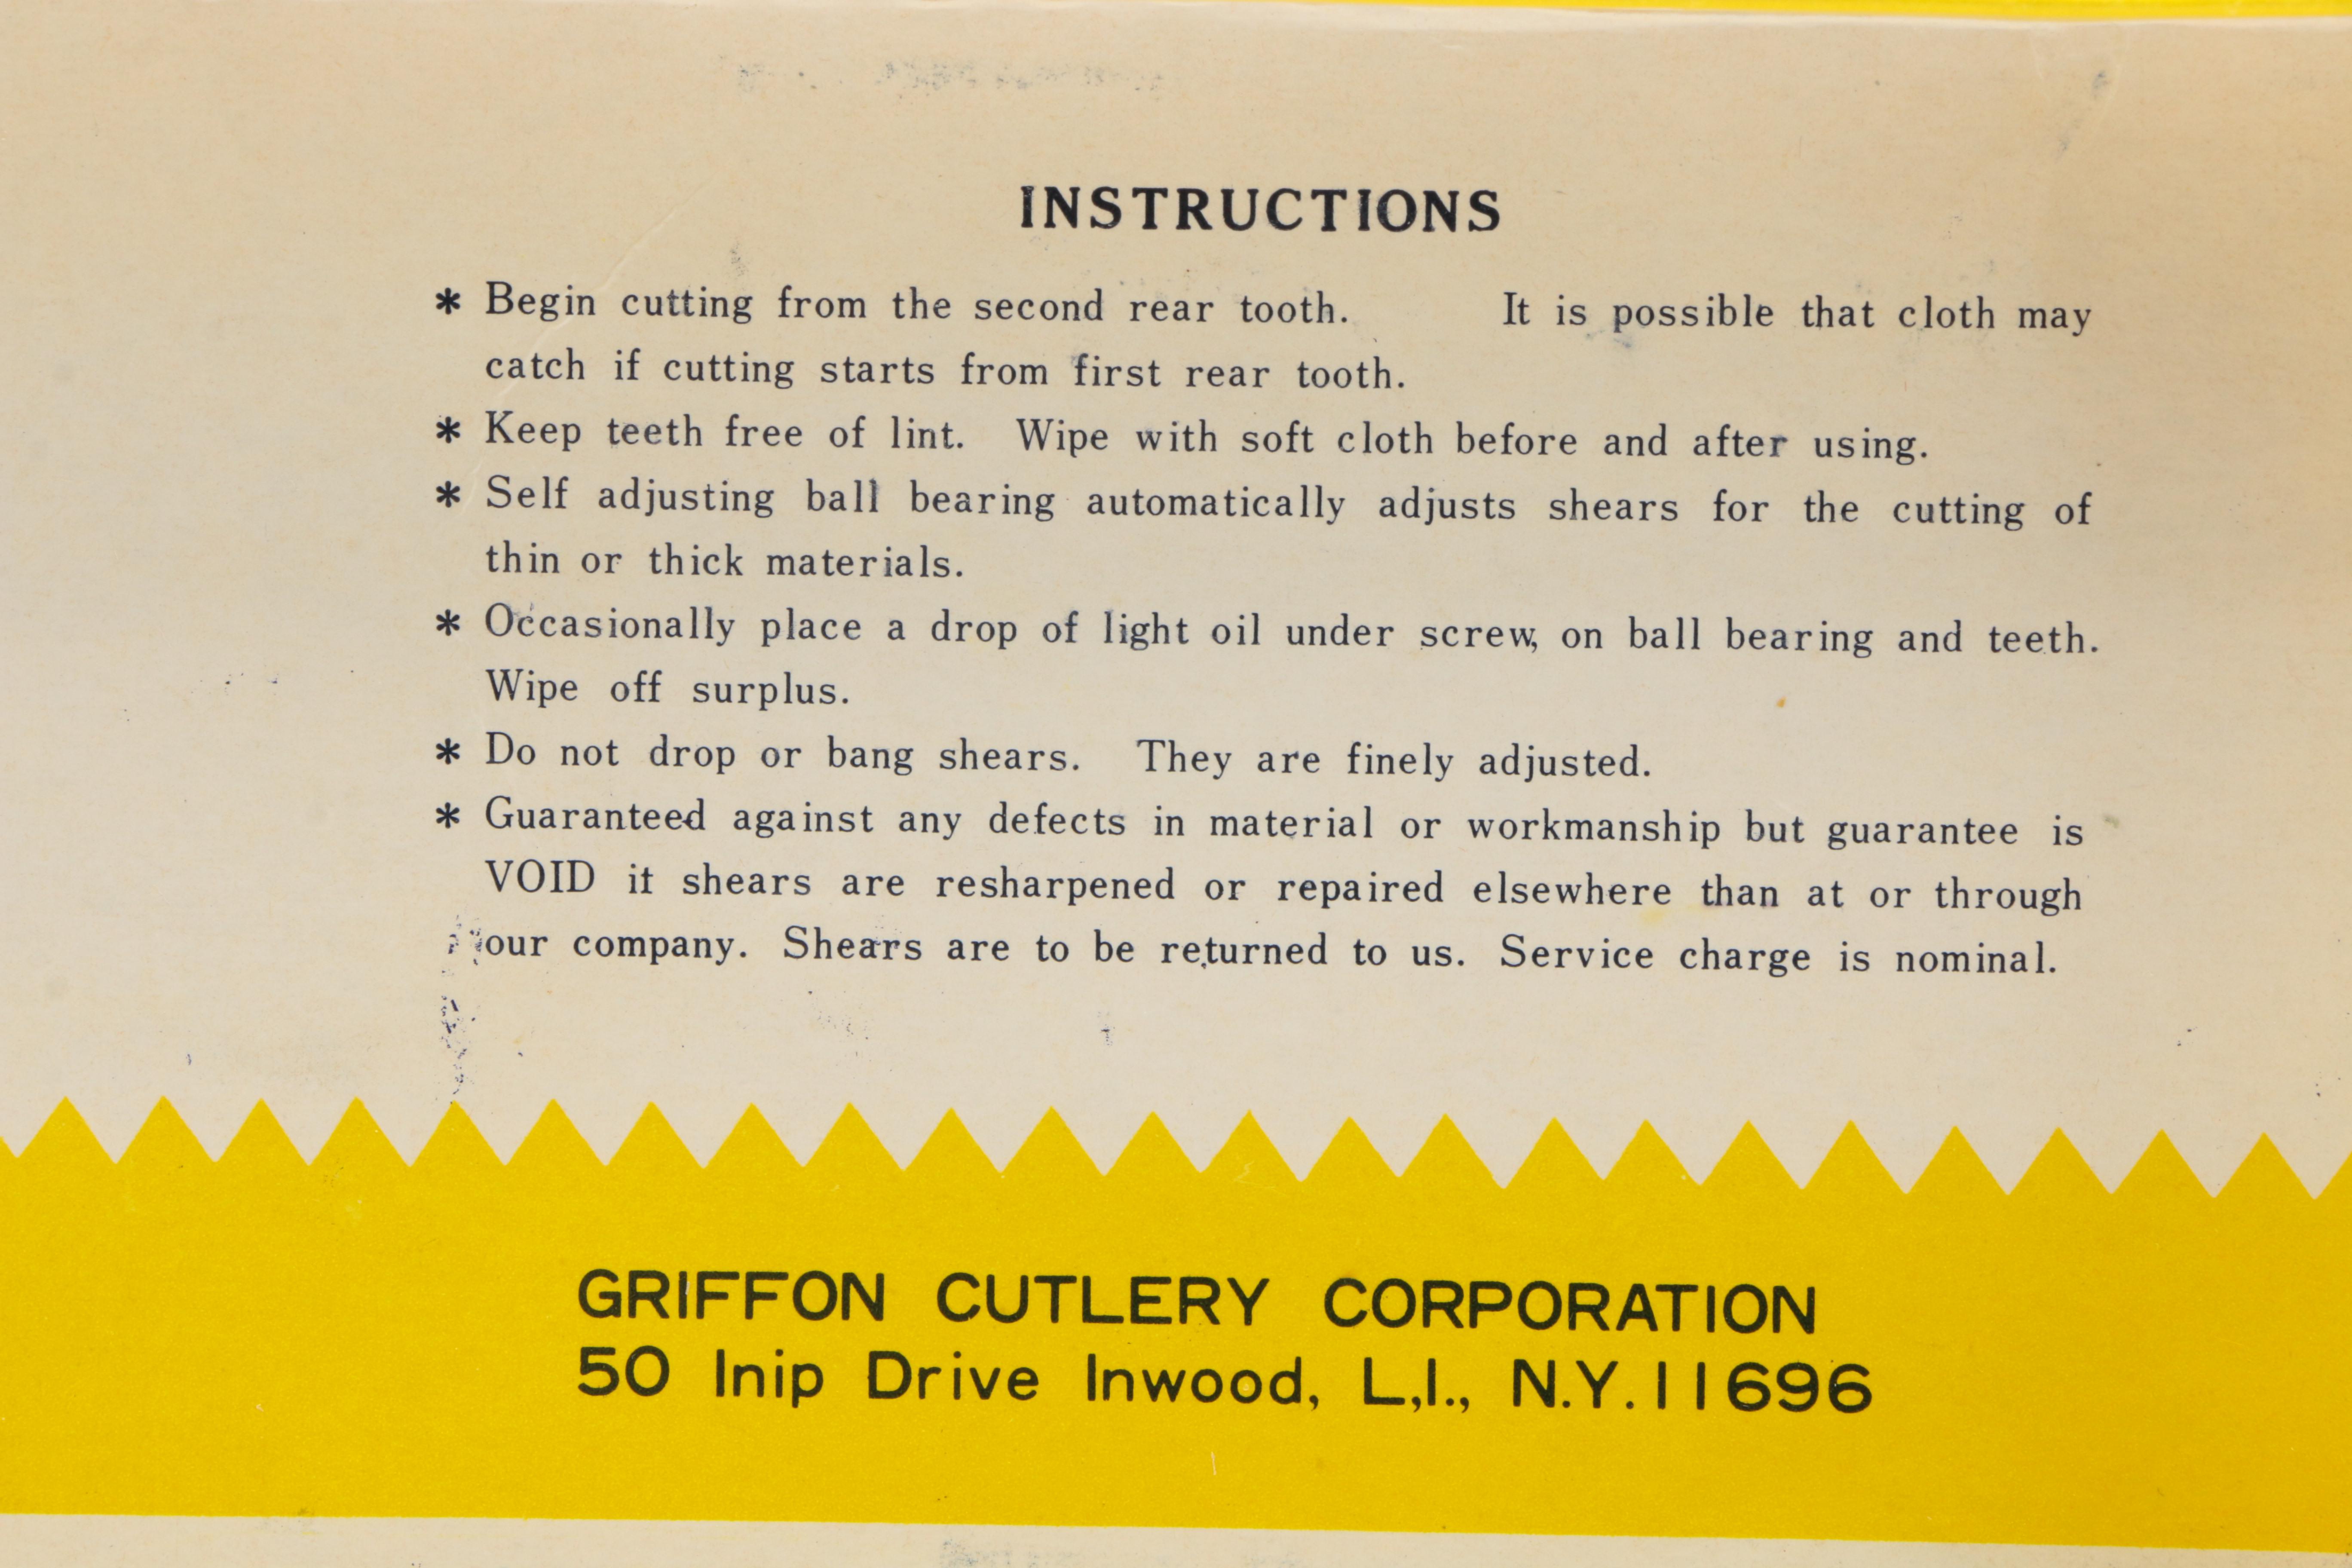 INSTRUCTIONS
* Begin cutting from the second rear tooth. It is possible that cloth may
catch if cutting starts from first rear tooth.
* Keep teeth free of lint. Wipe with soft cloth before and after using.
* Self adjusting ball bearing automatically adjusts shears for the cutting of
thin or thick materials.
* Occasionally place a drop of light oil under screw, on ball bearing and teeth.
Wipe off surplus.
* Do not drop or bang shears. They are finely adjusted.
* Guaranteed against any defects in material or workmanship but guarantee is
VOID it shears are resharpened or repaired elsewhere than at or through
our company. Shears are to be returned to us. Service charge is nominal.
GRIFFON CUTLERY CORPORATION
50 Inip Drive Inwood, L,I., N.Y. 11696